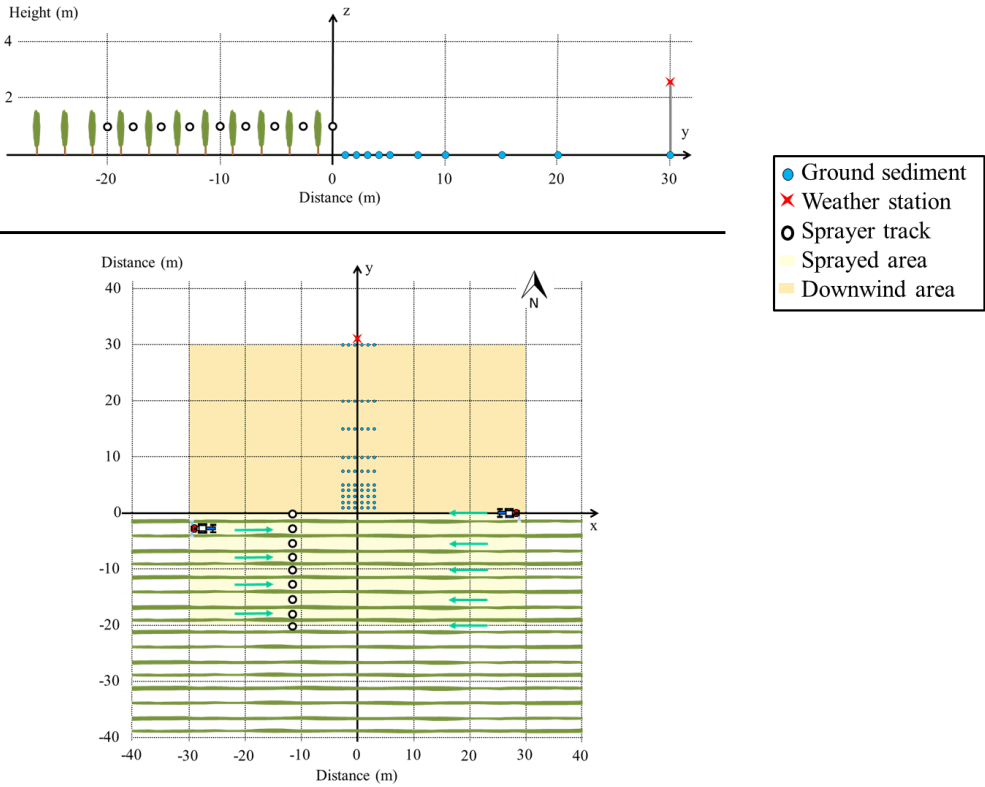 Height (m)
z
4
2
y
-20
-10
0
10
20
30
Distance (m)
Ground sediment
Weather station
Sprayer track
Sprayed area
Downwind area
Distance (m)
y
N
40
30
20
10
0
x
-10
-20
-30
-40
-40
-30
-20
-10
0
10
20
30
40
Distance (m)